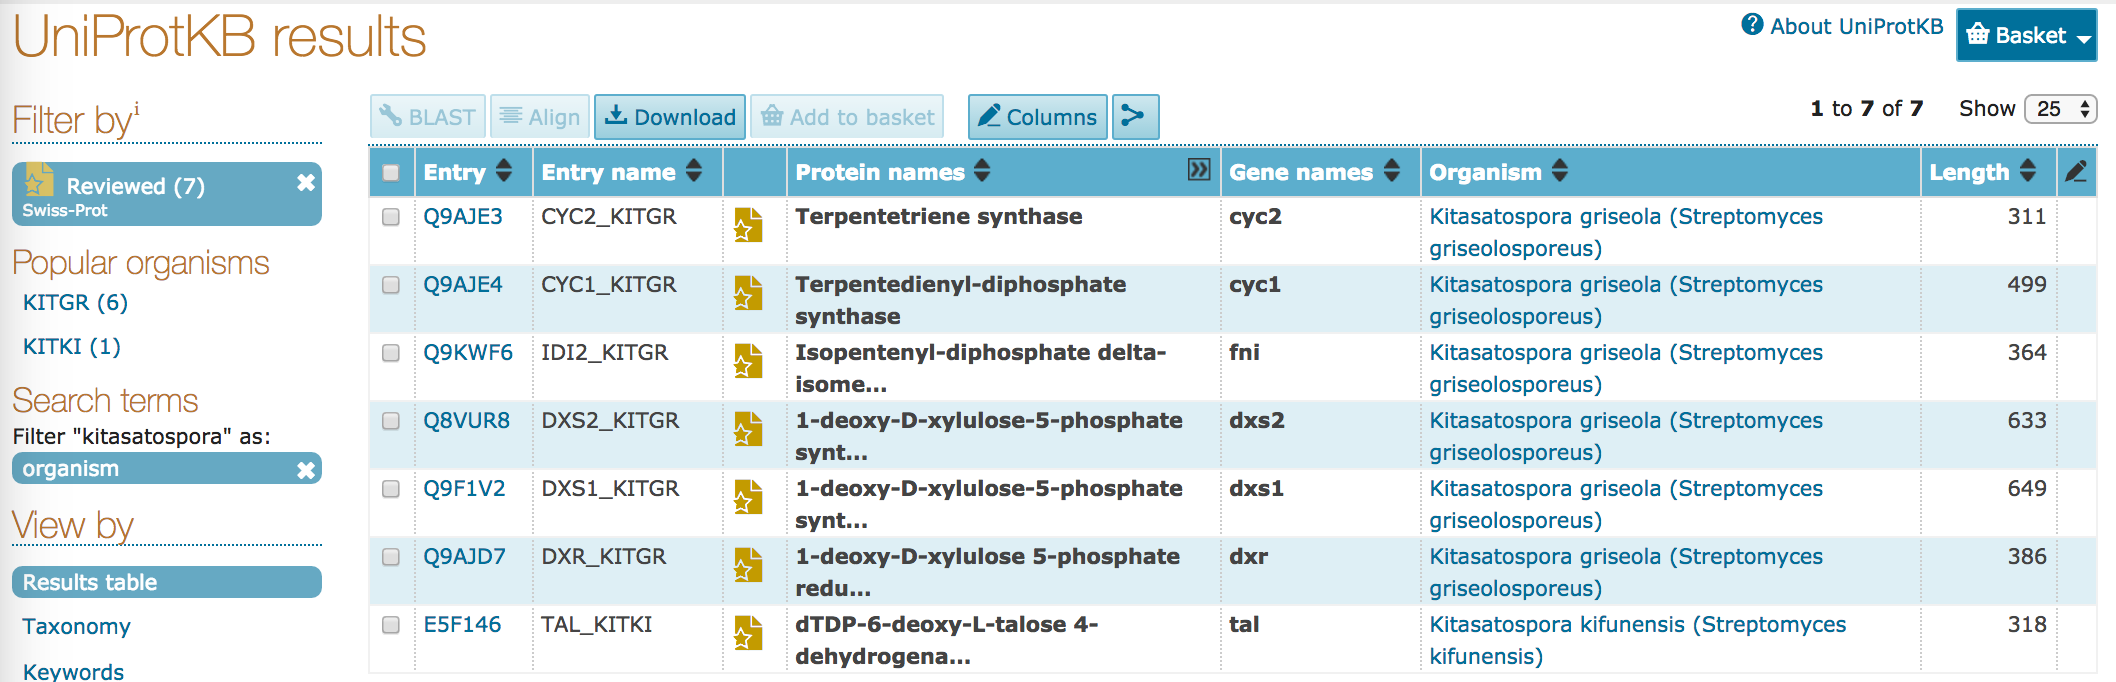 UniProtKB results
About UniProtKB
Basket
Filter by i
BLAST Align Download Add to basket Columns
1 to 7 of 7 Show 25
Reviewed (7)
Swiss-Prot
Popular organisms
KITGR (6)
KITKI (1)
Search terms
Filter "kitasatospora" as:
organism
View by
Results table
Taxonomy
Keywords
Entry Entry name Protein names Gene names Organism Length
Q9AJE3 CYC2_KITGR Terpentetriene synthase cyc2 Kitasatospora griseola (Streptomyces 311
griseolosporeus)
Q9AJE4 CYC1_KITGR Terpentedienyl-diphosphate cyc1 Kitasatospora griseola (Streptomyces 499
synthase griseolosporeus)
Q9KWF6 IDI2_KITGR Isopentenyl-diphosphate delta- fni Kitasatospora griseola (Streptomyces 364
isome... griseolosporeus)
Q8VUR8 DXS2_KITGR 1-deoxy-D-xylulose-5-phosphate dxs2 Kitasatospora griseola (Streptomyces 633
synt... griseolosporeus)
Q9F1V2 DXS1_KITGR 1-deoxy-D-xylulose-5-phosphate dxs1 Kitasatospora griseola (Streptomyces 649
synt... griseolosporeus)
Q9AJD7 DXR_KITGR 1-deoxy-D-xylulose 5-phosphate dxr Kitasatospora griseola (Streptomyces 386
redu... griseolosporeus)
E5F146 TAL_KITKI dTDP-6-deoxy-L-talose 4- tal Kitasatospora kifunensis (Streptomyces 318
dehydrogena... kifunensis)